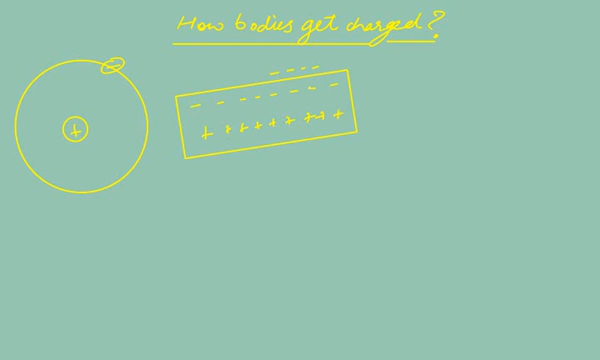 How bodies get charged?
- - - -
- - - - - - - -
+ + + + + + + + +
-
+